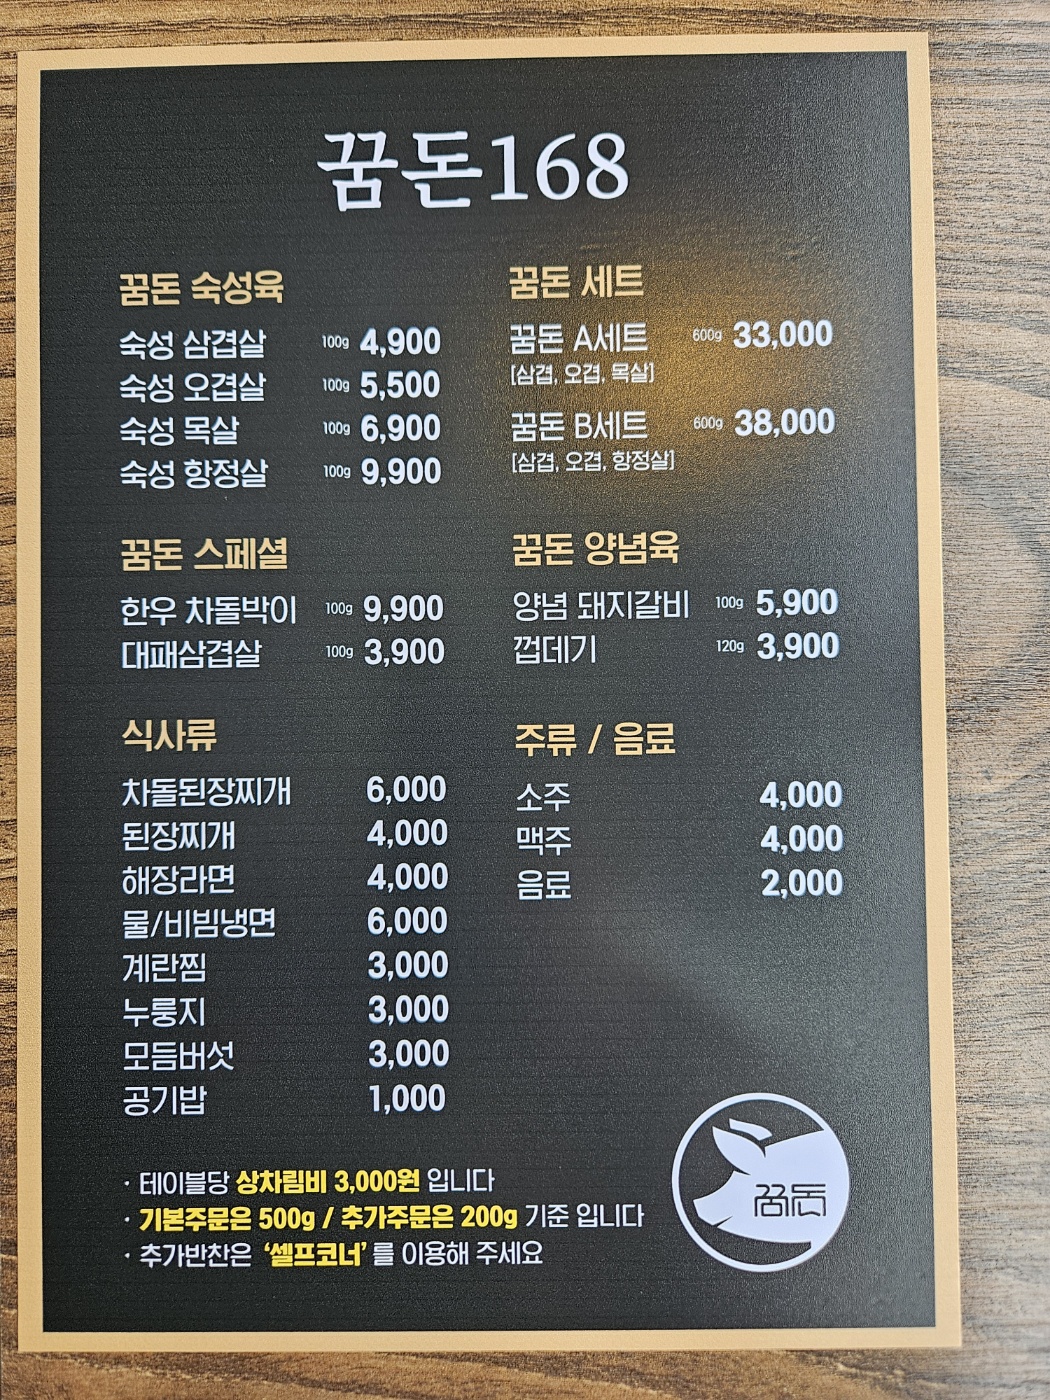 꿈돈168
꿈돈 숙성육
숙성 삼겹살 100g 4,900
숙성 오겹살 100g 5,500
숙성 목살 100g 6,900
숙성 항정살 100g 9,900
꿈돈 세트
꿈돈 A세트 600g 33,000
[삼겹, 오겹, 목살]
꿈돈 B세트 600g 38,000
[삼겹, 오겹, 항정살]
꿈돈 스페셜
한우 차돌박이 100g 9,900
대패삼겹살 100g 3,900
꿈돈 양념육
양념 돼지갈비 100g 5,900
껍데기 120g 3,900
식사류
차돌된장찌개 6,000
된장찌개 4,000
해장라면 4,000
물/비빔냉면 6,000
계란찜 3,000
누룽지 3,000
모듬버섯 3,000
공기밥 1,000
주류 / 음료
소주 4,000
맥주 4,000
음료 2,000
· 테이블당 상차림비 3,000원 입니다
· 기본주문은 500g / 추가주문은 200g 기준 입니다
· 추가반찬은 '셀프코너'를 이용해 주세요
꿈돈